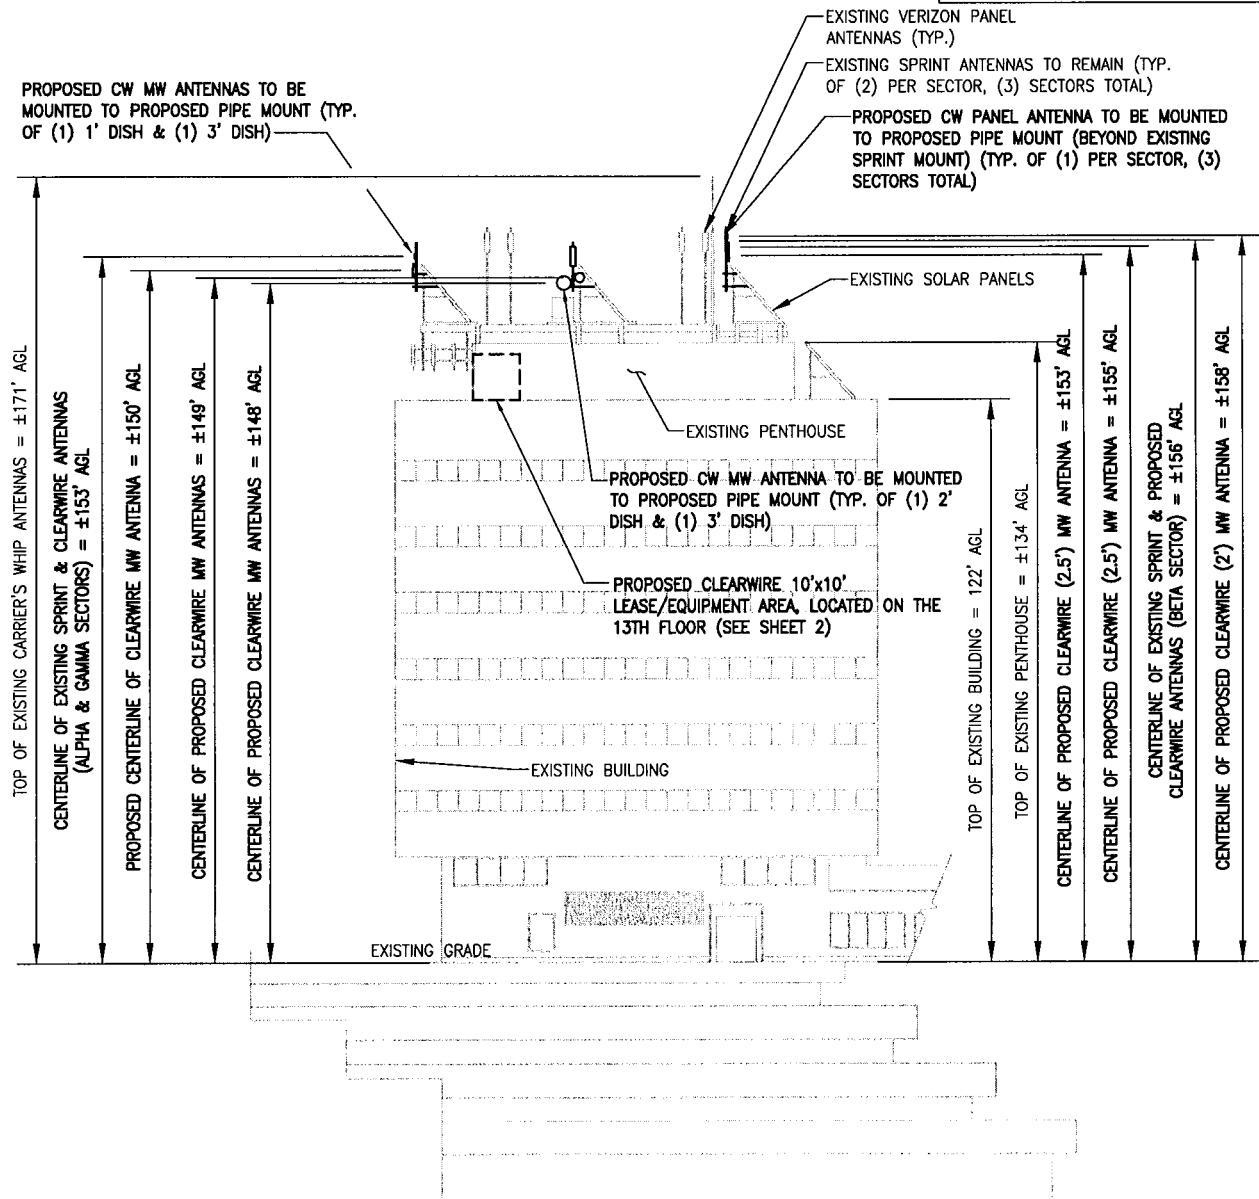 EXISTING VERIZON PANEL
ANTENNAS (TYP.)
EXISTING SPRINT ANTENNAS TO REMAIN (TYP.
OF (2) PER SECTOR, (3) SECTORS TOTAL)
PROPOSED CW PANEL ANTENNA TO BE MOUNTED
TO PROPOSED PIPE MOUNT (BEYOND EXISTING
SPRINT MOUNT) (TYP. OF (1) PER SECTOR, (3)
SECTORS TOTAL)
PROPOSED CW MW ANTENNAS TO BE
MOUNTED TO PROPOSED PIPE MOUNT (TYP.
OF (1) 1' DISH & (1) 3' DISH)
EXISTING SOLAR PANELS
EXISTING PENTHOUSE
PROPOSED CW MW ANTENNA TO BE MOUNTED
TO PROPOSED PIPE MOUNT (TYP. OF (1) 2'
DISH & (1) 3' DISH)
PROPOSED CLEARWIRE 10'x10'
LEASE/EQUIPMENT AREA, LOCATED ON THE
13TH FLOOR (SEE SHEET 2)
EXISTING BUILDING
EXISTING GRADE
TOP OF EXISTING CARRIER'S WHIP ANTENNAS = ±171' AGL
CENTERLINE OF EXISTING SPRINT & CLEARWIRE ANTENNAS
(ALPHA & GAMMA SECTORS) = ±153' AGL
PROPOSED CENTERLINE OF CLEARWIRE MW ANTENNA = ±150' AGL
CENTERLINE OF PROPOSED CLEARWIRE MW ANTENNAS = ±149' AGL
CENTERLINE OF PROPOSED CLEARWIRE MW ANTENNAS = ±148' AGL
TOP OF EXISTING BUILDING = 122' AGL
TOP OF EXISTING PENTHOUSE = ±134' AGL
CENTERLINE OF PROPOSED CLEARWIRE (2.5') MW ANTENNA = ±153' AGL
CENTERLINE OF PROPOSED CLEARWIRE (2.5') MW ANTENNA = ±155' AGL
CENTERLINE OF EXISTING SPRINT & PROPOSED
CLEARWIRE ANTENNAS (BETA SECTOR) = ±156' AGL
CENTERLINE OF PROPOSED CLEARWIRE (2') MW ANTENNA = ±158' AGL